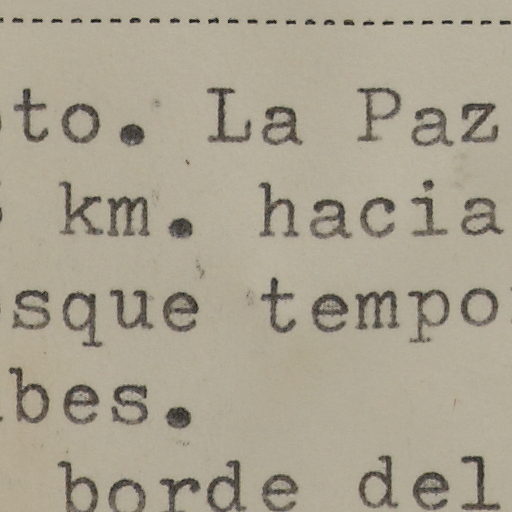 to. La Paz
km. hacia
sque tempo
bes.
borde del